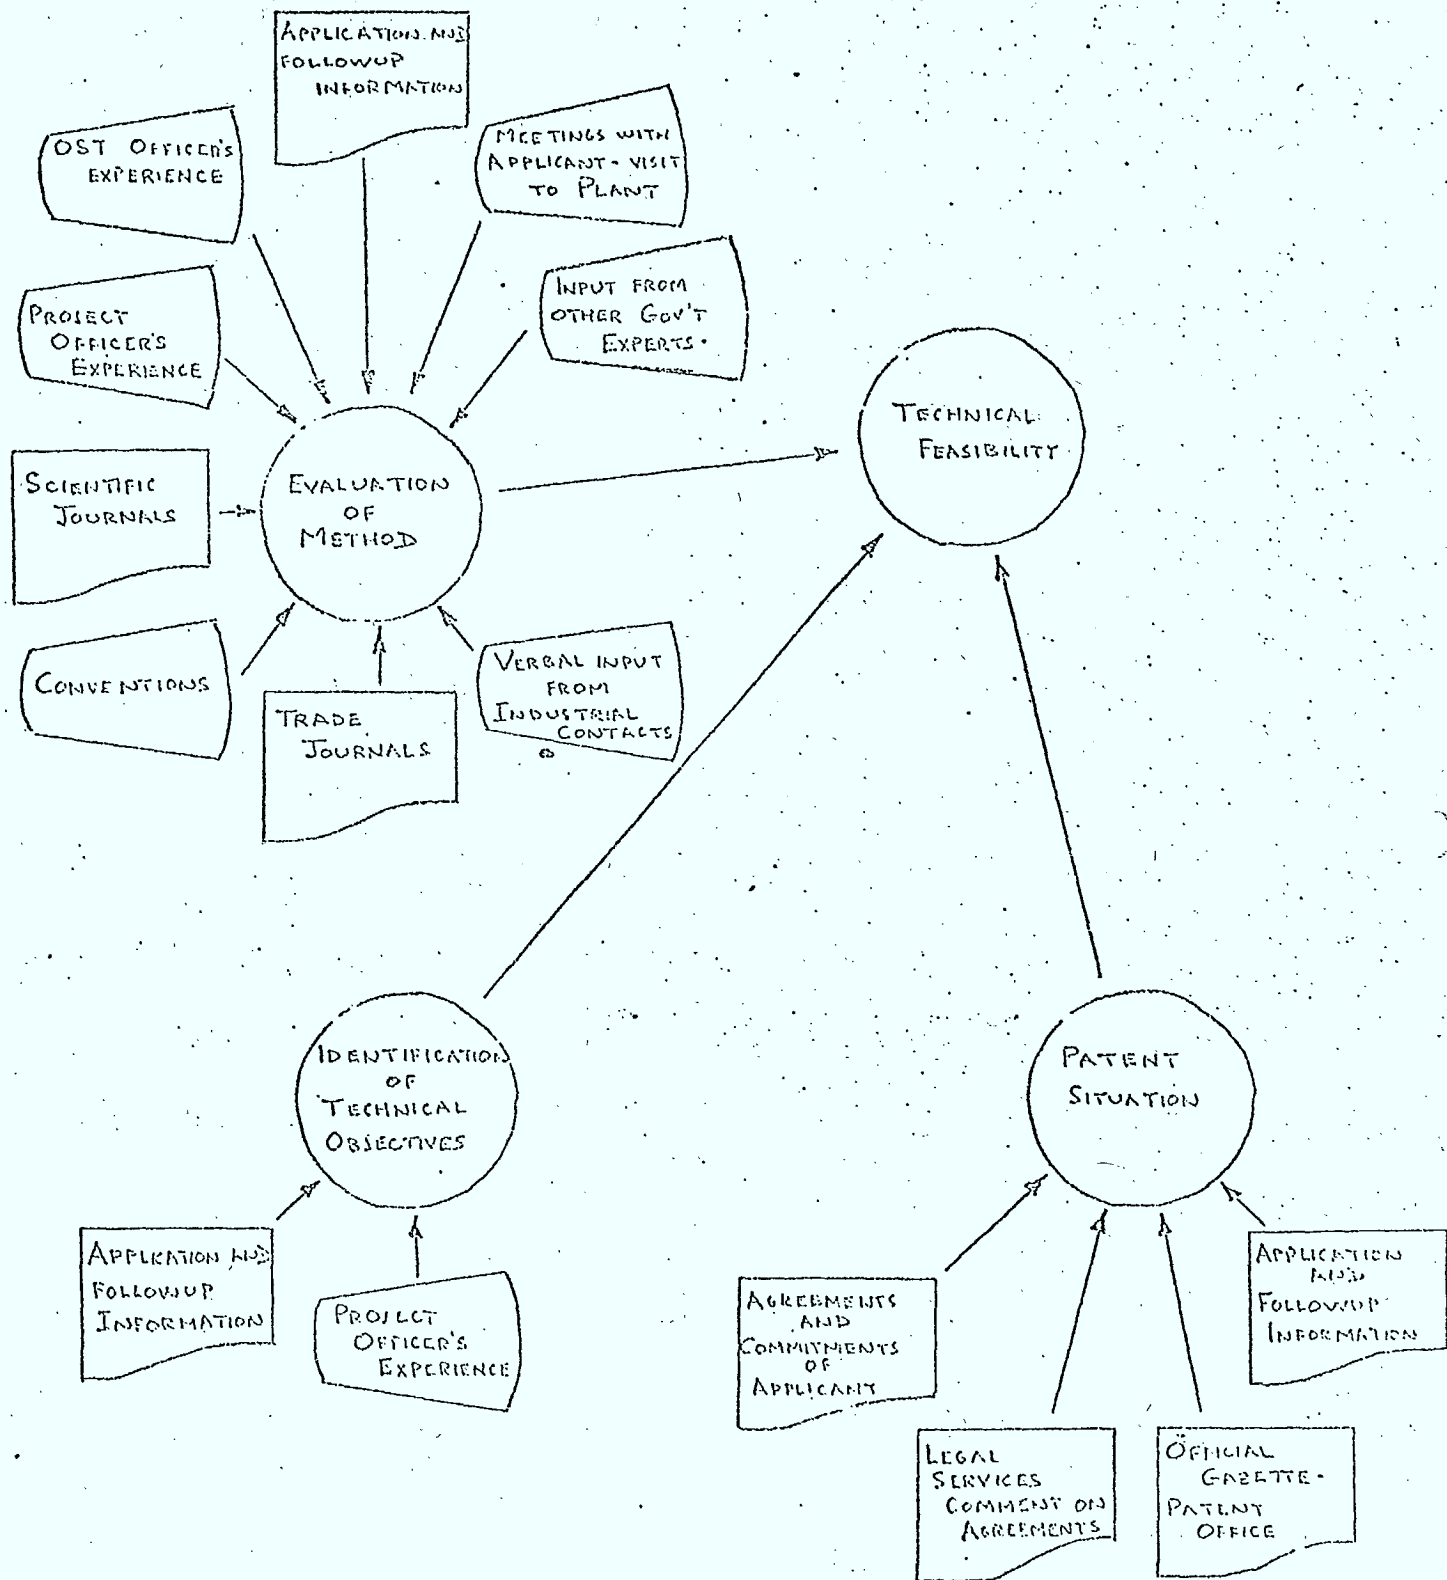 APPLICATION AND
FOLLOWUP
INFORMATION
OST OFFICER'S
EXPERIENCE
MEETINGS WITH
APPLICANT - VISIT
TO PLANT
PROJECT
OFFICER'S
EXPERIENCE
INPUT FROM
OTHER GOV'T
EXPERTS.
TECHNICAL
FEASIBILITY
SCIENTIFIC
JOURNALS
EVALUATION
OF
METHOD
CONVENTIONS
TRADE
JOURNALS
VERBAL INPUT
FROM
INDUSTRIAL
CONTACTS
IDENTIFICATION
OF
TECHNICAL
OBJECTIVES
PATENT
SITUATION
APPLICATION AND
FOLLOWUP
INFORMATION
PROJECT
OFFICER'S
EXPERIENCE
AGREEMENTS
AND
COMMITMENTS
OF
APPLICANT
APPLICATION
AND
FOLLOWUP
INFORMATION
LEGAL
SERVICES
COMMENT ON
AGREEMENTS
OFFICIAL
GAZETTE -
PATENT
OFFICE